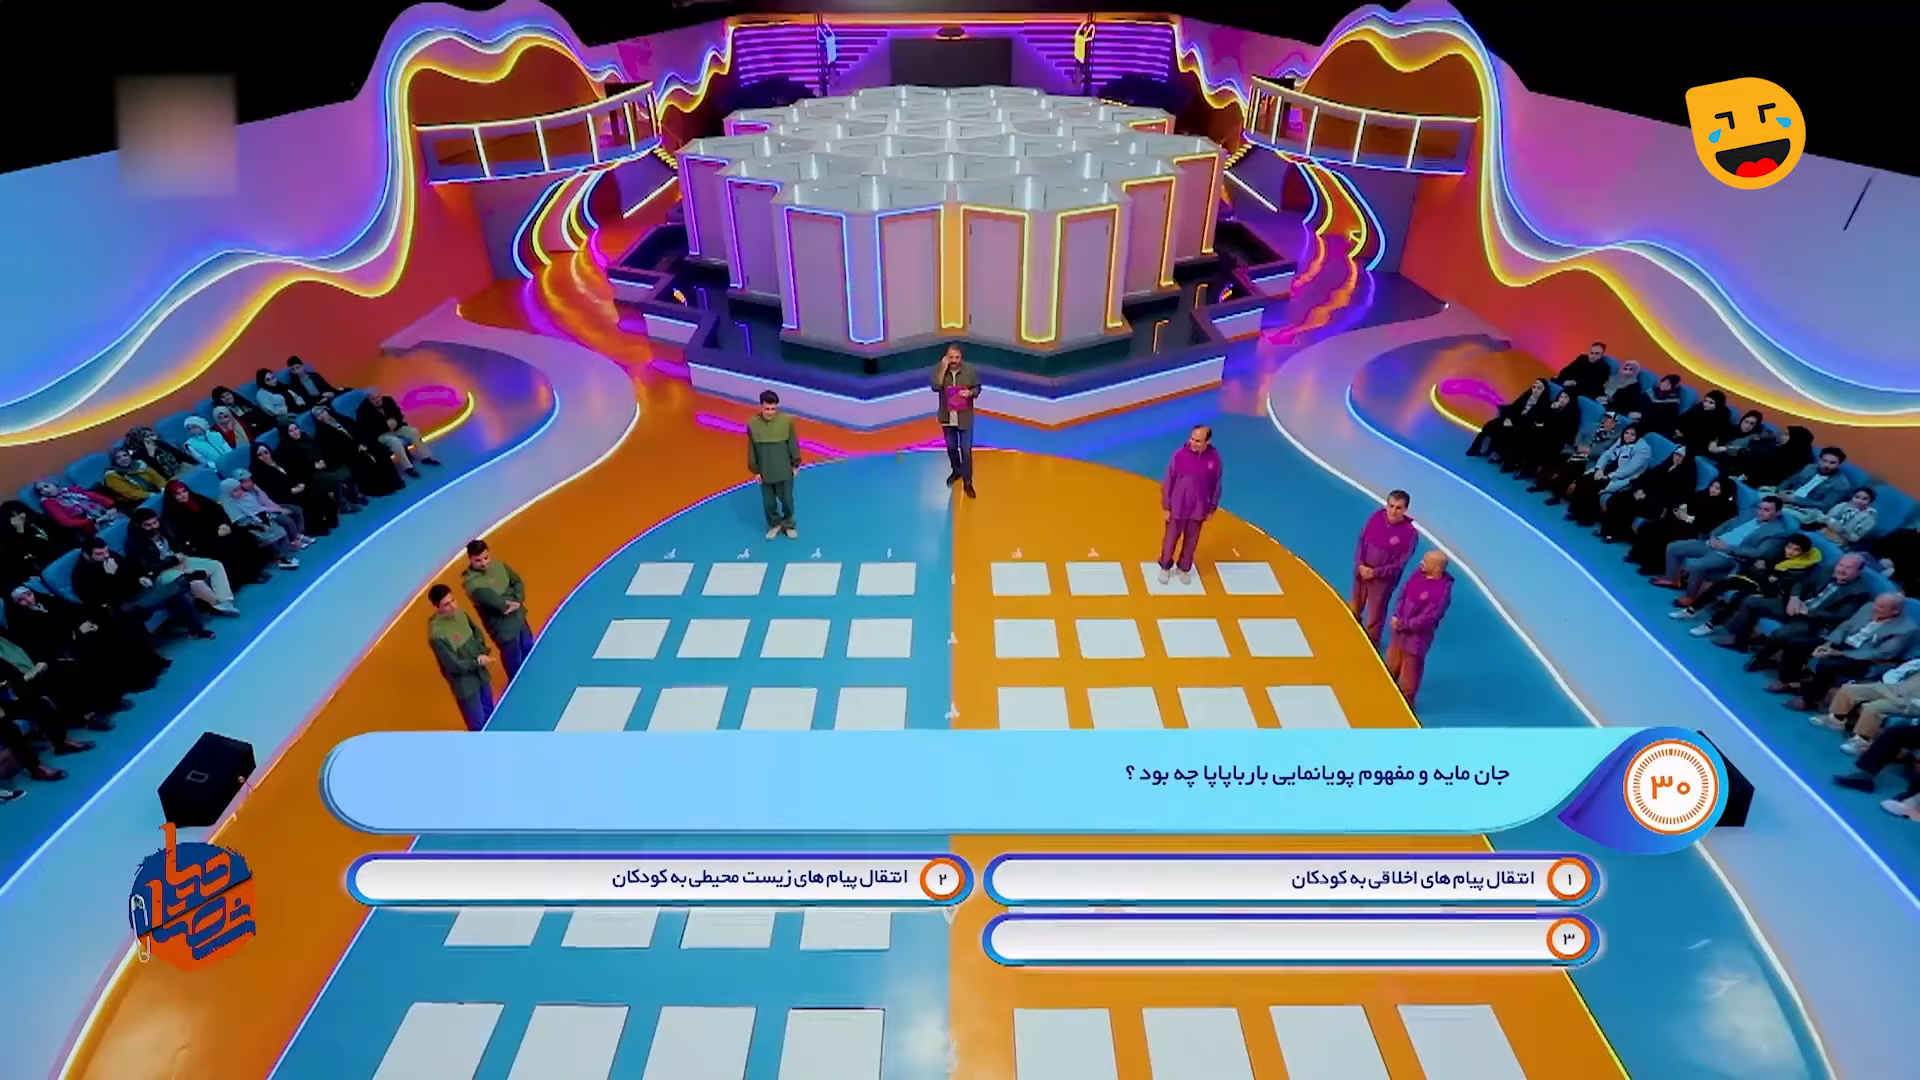 جان مایه و مفهوم پویانمایی بارباپاپا چه بود ؟
۳۰
۱ انتقال پیام های اخلاقی به کودکان
۲ انتقال پیام های زیست محیطی به کودکان
۳